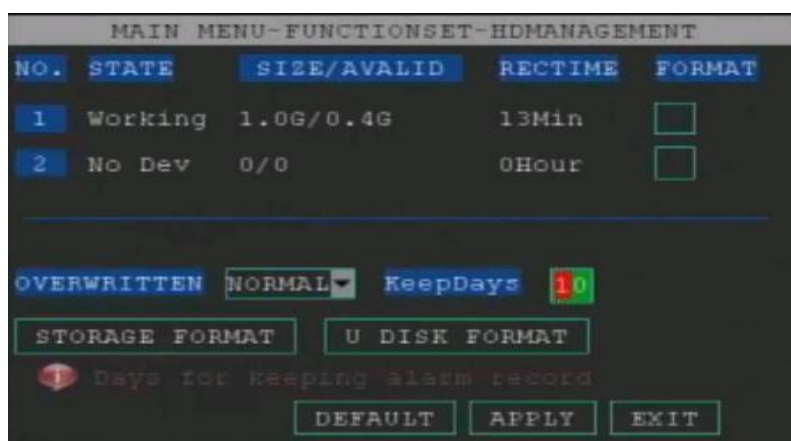 MAIN MENU-FUNCTIONSET-HDMANAGEMENT
NO. STATE SIZE/AVALID RECTIME FORMAT
1 Working 1.0G/0.4G 13Min
2 No Dev 0/0 0Hour
OVERWRITTEN NORMAL KeepDays 10
STORAGE FORMAT U DISK FORMAT
Days for keeping alarm record
DEFAULT APPLY EXIT